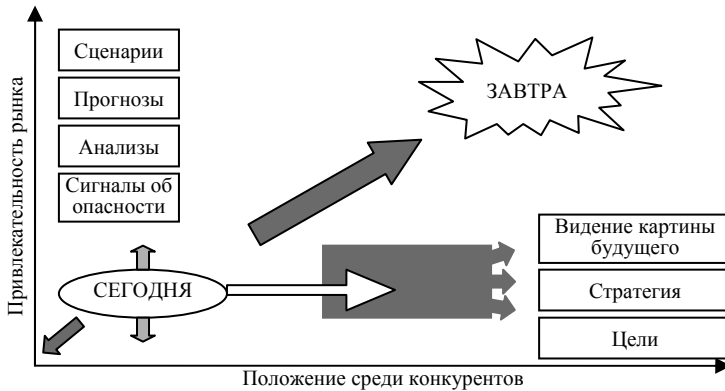 Привлекательность рынка
Сценарии
Прогнозы
Анализы
Сигналы об
опасности
ЗАВТРА
СЕГОДНЯ
Видение картины
будущего
Стратегия
Цели
Положение среди конкурентов